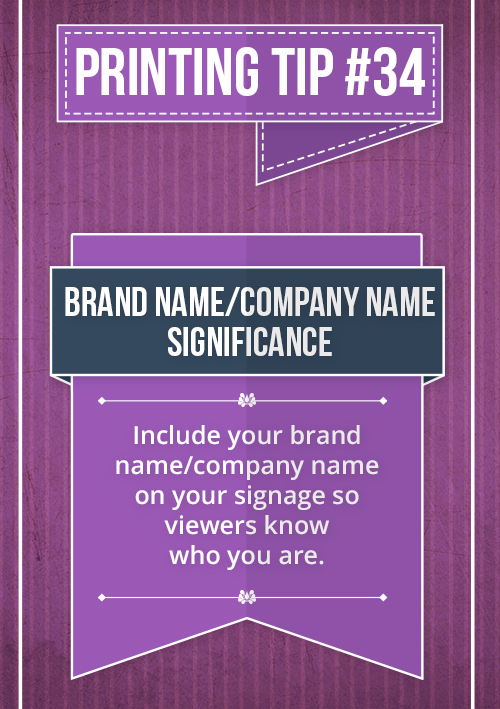 PRINTING TIP #34
BRAND NAME/COMPANY NAME
SIGNIFICANCE
Include your brand
name/company name
on your signage so
viewers know
who you are.